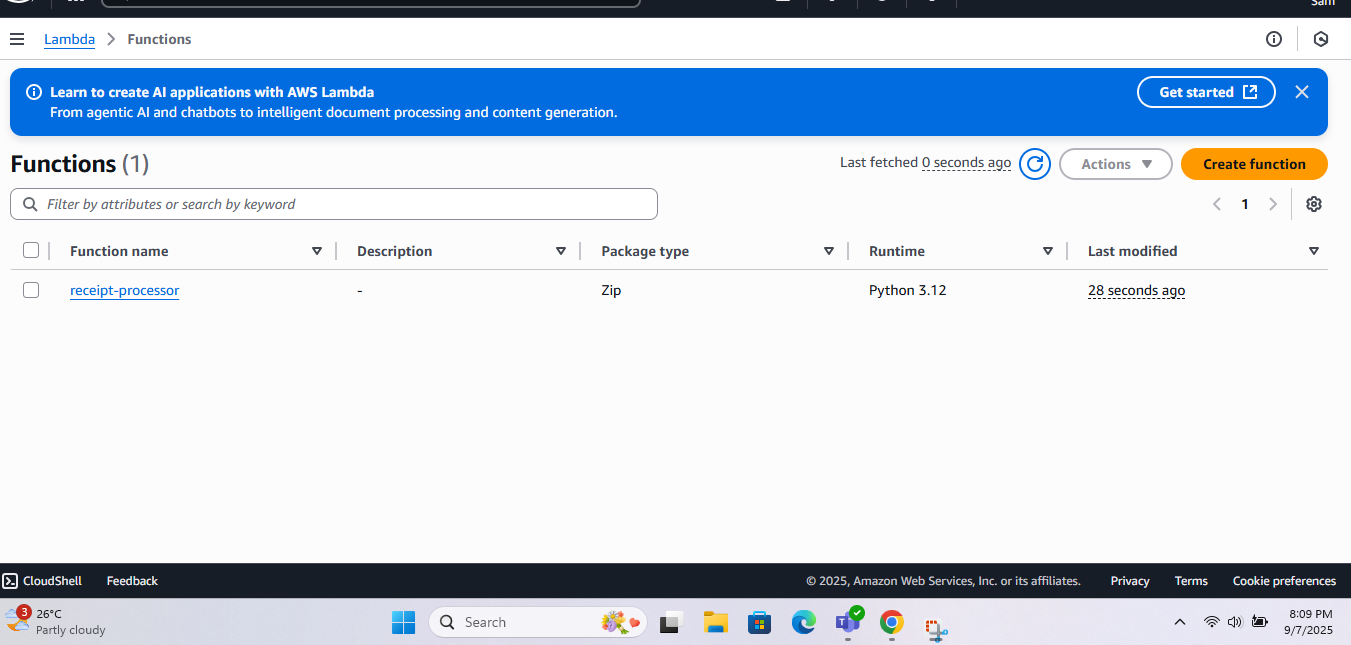 Sam
Lambda > Functions
Learn to create AI applications with AWS Lambda
From agentic AI and chatbots to intelligent document processing and content generation.
Get started
Functions (1)
Last fetched 0 seconds ago
Actions
Create function
Filter by attributes or search by keyword
1
Function name Description Package type Runtime Last modified
receipt-processor - Zip Python 3.12 28 seconds ago
CloudShell Feedback © 2025, Amazon Web Services, Inc. or its affiliates. Privacy Terms Cookie preferences
3
26°C
Partly cloudy
Search
8:09 PM
9/7/2025